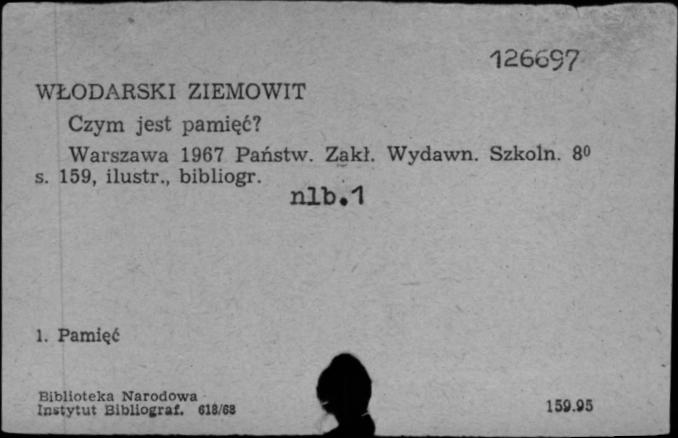 126697
WŁODARSKI ZIEMOWIT
Czym jest pamięć?
Warszawa 1967 Państw. Zakł. Wydawn. Szkoln. 8⁰
s. 159, ilustr., bibliogr.
nlb.1
1. Pamięć
Biblioteka Narodowa
Instytut Bibliograf. 618/68
159.95